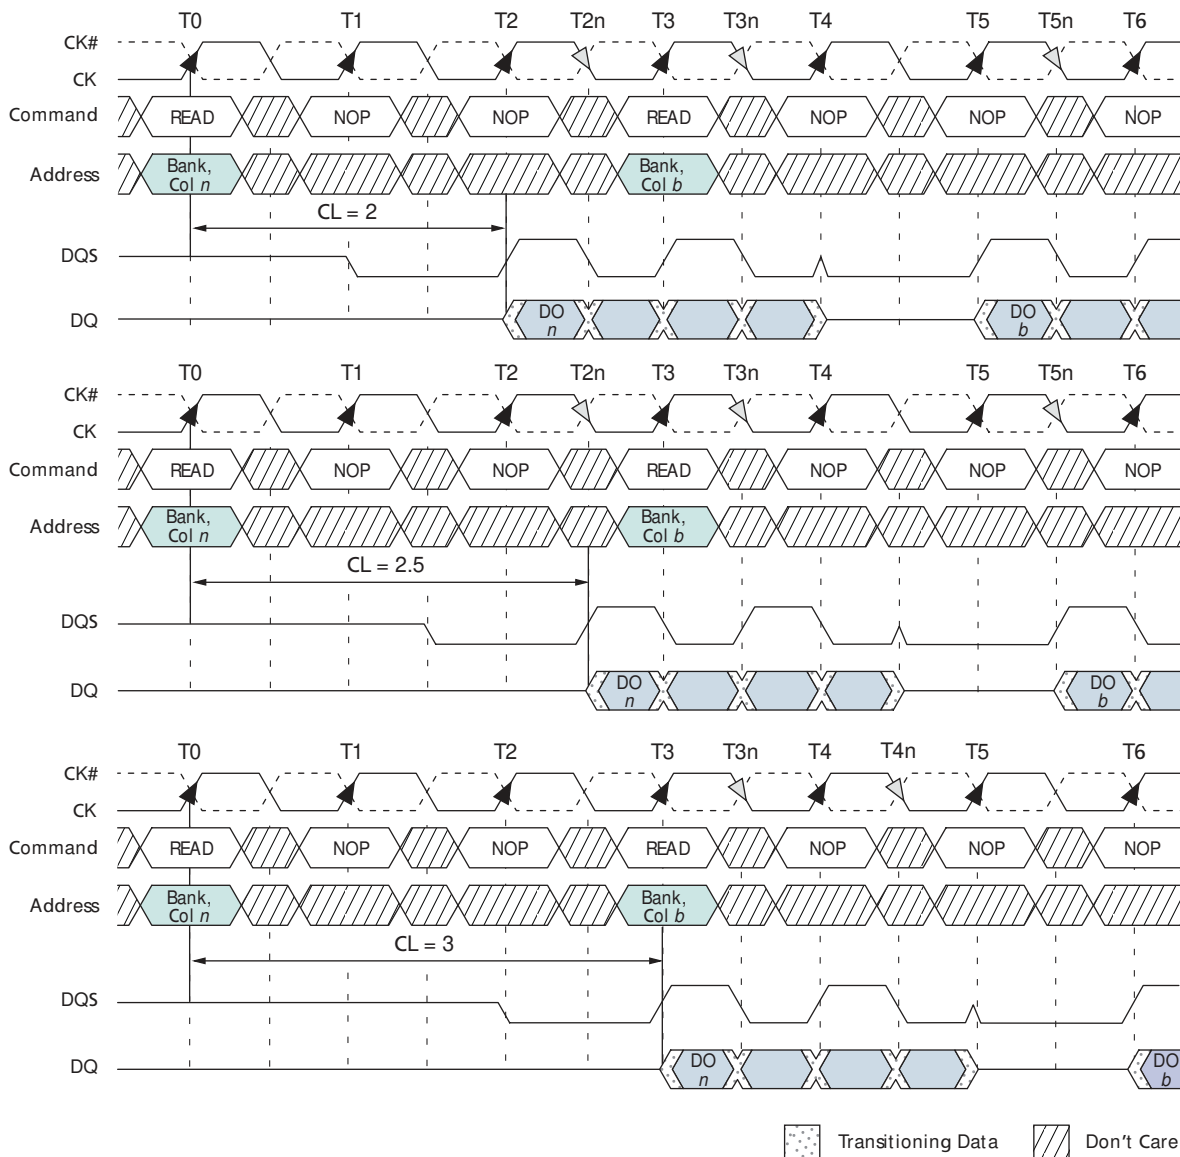 T0 T1 T2 T2n T3 T3n T4 T5 T5n T6
CK#
CK
Command READ NOP NOP READ NOP NOP NOP
Address Bank, Col n Bank, Col b
CL = 2
DQS
DQ DO n DO b
T0 T1 T2 T2n T3 T3n T4 T5 T5n T6
CK#
CK
Command READ NOP NOP READ NOP NOP NOP
Address Bank, Col n Bank, Col b
CL = 2.5
DQS
DQ DO n DO b
T0 T1 T2 T3 T3n T4 T4n T5 T6
CK#
CK
Command READ NOP NOP READ NOP NOP NOP
Address Bank, Col n Bank, Col b
CL = 3
DQS
DQ DO n DO b
Transitioning Data Don't Care